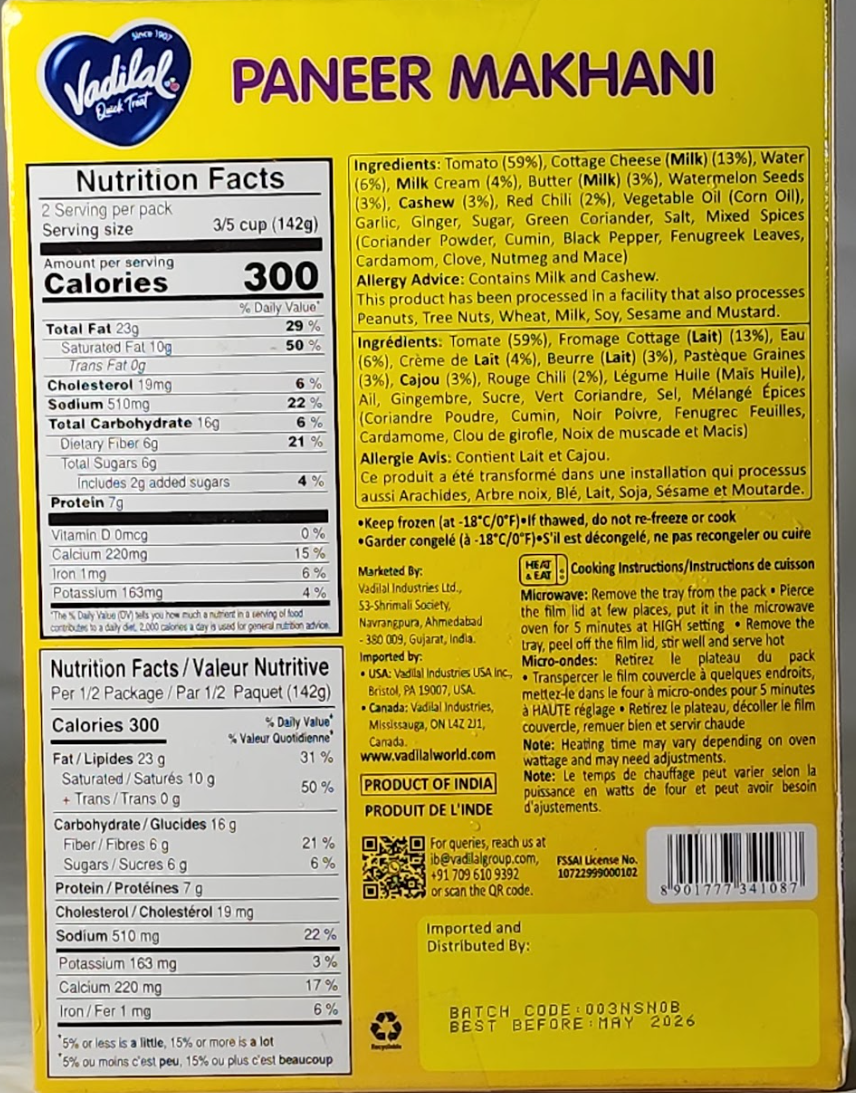 Since 1907
Vadilal
Quick Treat
PANEER MAKHANI
Nutrition Facts
2 Serving per pack
Serving size 3/5 cup (142g)
Amount per serving
Calories 300
% Daily Value*
Total Fat 23g 29 %
Saturated Fat 10g 50 %
Trans Fat 0g
Cholesterol 19mg 6 %
Sodium 510mg 22 %
Total Carbohydrate 16g 6 %
Dietary Fiber 6g 21 %
Total Sugars 6g
Includes 2g added sugars 4 %
Protein 7g
Vitamin D 0mcg 0 %
Calcium 220mg 15 %
Iron 1mg 6 %
Potassium 163mg 4 %
*The % Daily Value (DV) tells you how much a nutrient in a serving of food
contributes to a daily diet, 2,000 calories a day is used for general nutrition advice.
Nutrition Facts / Valeur Nutritive
Per 1/2 Package / Par 1/2 Paquet (142g)
Calories 300 % Daily Value*
% Valeur Quotidienne*
Fat / Lipides 23 g 31 %
Saturated / Saturés 10 g 50 %
+ Trans / Trans 0 g
Carbohydrate / Glucides 16 g
Fiber / Fibres 6 g 21 %
Sugars / Sucres 6 g 6 %
Protein / Protéines 7 g
Cholesterol / Cholestérol 19 mg
Sodium 510 mg 22 %
Potassium 163 mg 3 %
Calcium 220 mg 17 %
Iron / Fer 1 mg 6 %
*5% or less is a little, 15% or more is a lot
*5% ou moins c'est peu, 15% ou plus c'est beaucoup
Ingredients: Tomato (59%), Cottage Cheese (Milk) (13%), Water
(6%), Milk Cream (4%), Butter (Milk) (3%), Watermelon Seeds
(3%), Cashew (3%), Red Chili (2%), Vegetable Oil (Corn Oil),
Garlic, Ginger, Sugar, Green Coriander, Salt, Mixed Spices
(Coriander Powder, Cumin, Black Pepper, Fenugreek Leaves,
Cardamom, Clove, Nutmeg and Mace)
Allergy Advice: Contains Milk and Cashew.
This product has been processed in a facility that also processes
Peanuts, Tree Nuts, Wheat, Milk, Soy, Sesame and Mustard.
Ingrédients: Tomate (59%), Fromage Cottage (Lait) (13%), Eau
(6%), Crème de Lait (4%), Beurre (Lait) (3%), Pastèque Graines
(3%), Cajou (3%), Rouge Chili (2%), Légume Huile (Maïs Huile),
Ail, Gingembre, Sucre, Vert Coriandre, Sel, Mélangé Épices
(Coriandre Poudre, Cumin, Noir Poivre, Fenugrec Feuilles,
Cardamome, Clou de girofle, Noix de muscade et Macis)
Allergie Avis: Contient Lait et Cajou.
Ce produit a été transformé dans une installation qui processus
aussi Arachides, Arbre noix, Blé, Lait, Soja, Sésame et Moutarde.
•Keep frozen (at -18°C/0°F)•If thawed, do not re-freeze or cook
•Garder congelé (à -18°C/0°F)•S'il est décongelé, ne pas recongeler ou cuire
Marketed By:
Vadilal Industries Ltd.,
53-Shrimali Society,
Navrangpura, Ahmedabad
- 380 009, Gujarat, India.
Imported by:
• USA: Vadilal Industries USA Inc.,
Bristol, PA 19007, USA.
• Canada: Vadilal Industries,
Mississauga, ON L4Z 2J1,
Canada.
www.vadilalworld.com
PRODUCT OF INDIA
PRODUIT DE L'INDE
HEAT
& EAT
Cooking Instructions/Instructions de cuisson
Microwave: Remove the tray from the pack • Pierce
the film lid at few places, put it in the microwave
oven for 5 minutes at HIGH setting • Remove the
tray, peel off the film lid, stir well and serve hot
Micro-ondes: Retirez le plateau du pack
• Transpercer le film couvercle à quelques endroits,
mettez-le dans le four à micro-ondes pour 5 minutes
à HAUTE réglage • Retirez le plateau, décoller le film
couvercle, remuer bien et servir chaude
Note: Heating time may vary depending on oven
wattage and may need adjustments.
Note: Le temps de chauffage peut varier selon la
puissance en watts de four et peut avoir besoin
d'ajustements.
For queries, reach us at
ib@vadilalgroup.com,
+91 709 610 9392
or scan the QR code.
FSSAI License No.
10722999000102
8 901777 341087
Imported and
Distributed By:
BATCH CODE:003NSNOB
BEST BEFORE:MAY 2026
Recyclable